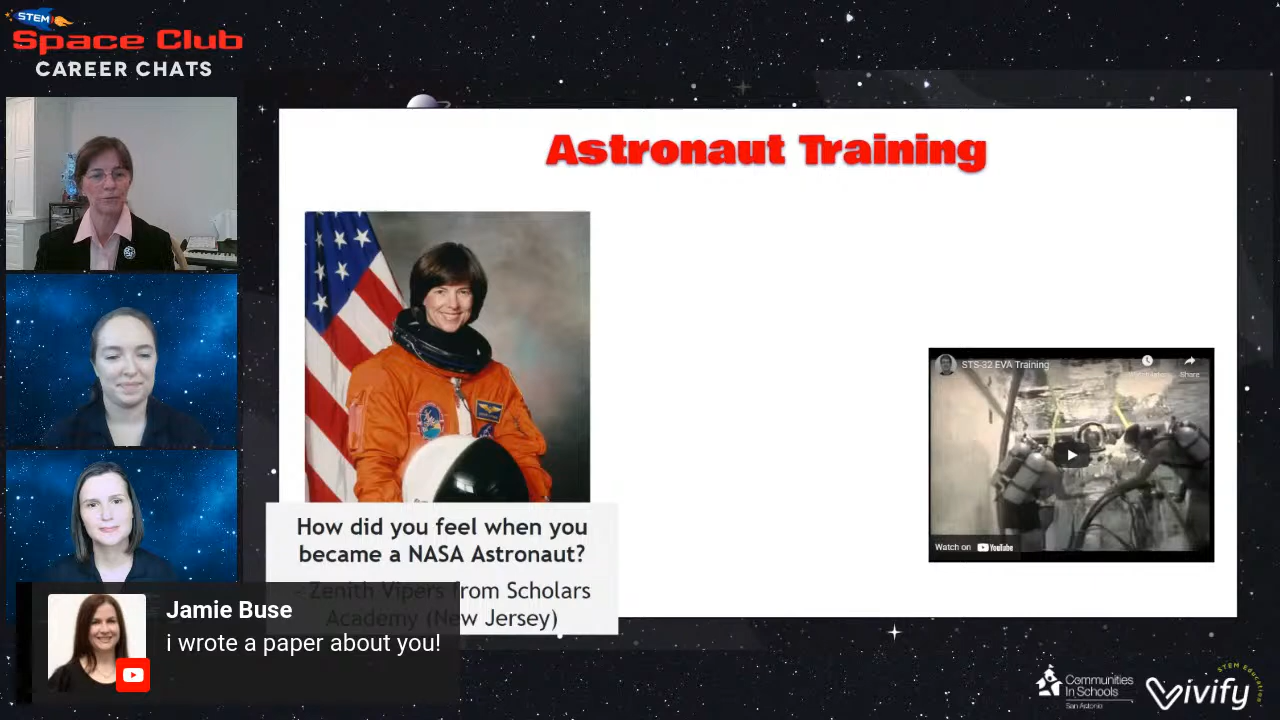 STEM
Space Club
CAREER CHATS
Astronaut Training
STS-32 EVA Training
Share
Watch on YouTube
How did you feel when you
became a NASA Astronaut?
- Zenith Vipers from Scholars
Academy (New Jersey)
Jamie Buse
i wrote a paper about you!
Communities
In Schools
San Antonio
STEM Education
Vivify